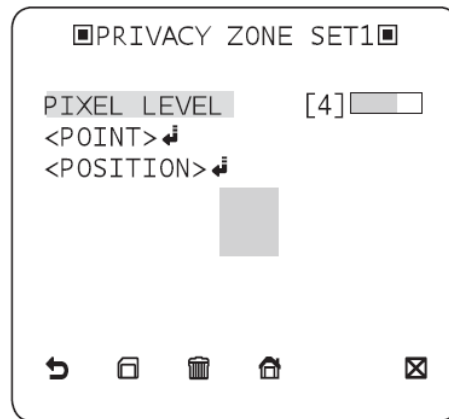 ▣PRIVACY ZONE SET1▣
PIXEL LEVEL [4]
<POINT>
<POSITION>